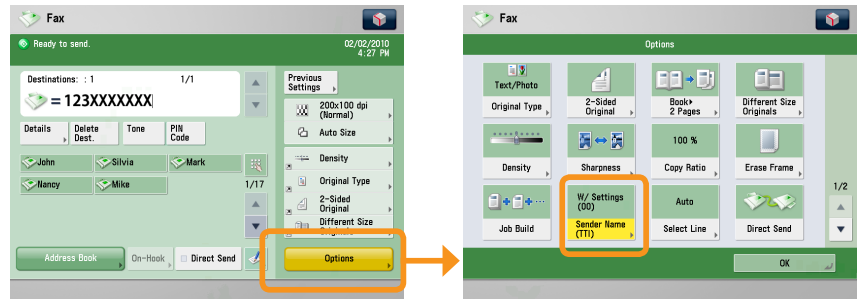 Fax
Ready to send.
02/02/2010
4:27 PM
Destinations: : 1
1/1
= 123XXXXXXX
Previous
Settings
200x100 dpi
(Normal)
Auto Size
Details
Delete
Dest.
Tone
PIN
Code
Density
Original Type
2-Sided
Original
Different Size
Originals
John
Silvia
Mark
Nancy
Mike
1/17
Address Book
On-Hook
Direct Send
Options
Fax
Options
Text/Photo
Original Type
2-Sided
Original
Book
2 Pages
Different Size
Originals
Density
Sharpness
100 %
Copy Ratio
Erase Frame
Job Build
W/ Settings
(00)
Sender Name
(TTI)
Auto
Select Line
Direct Send
1/2
OK